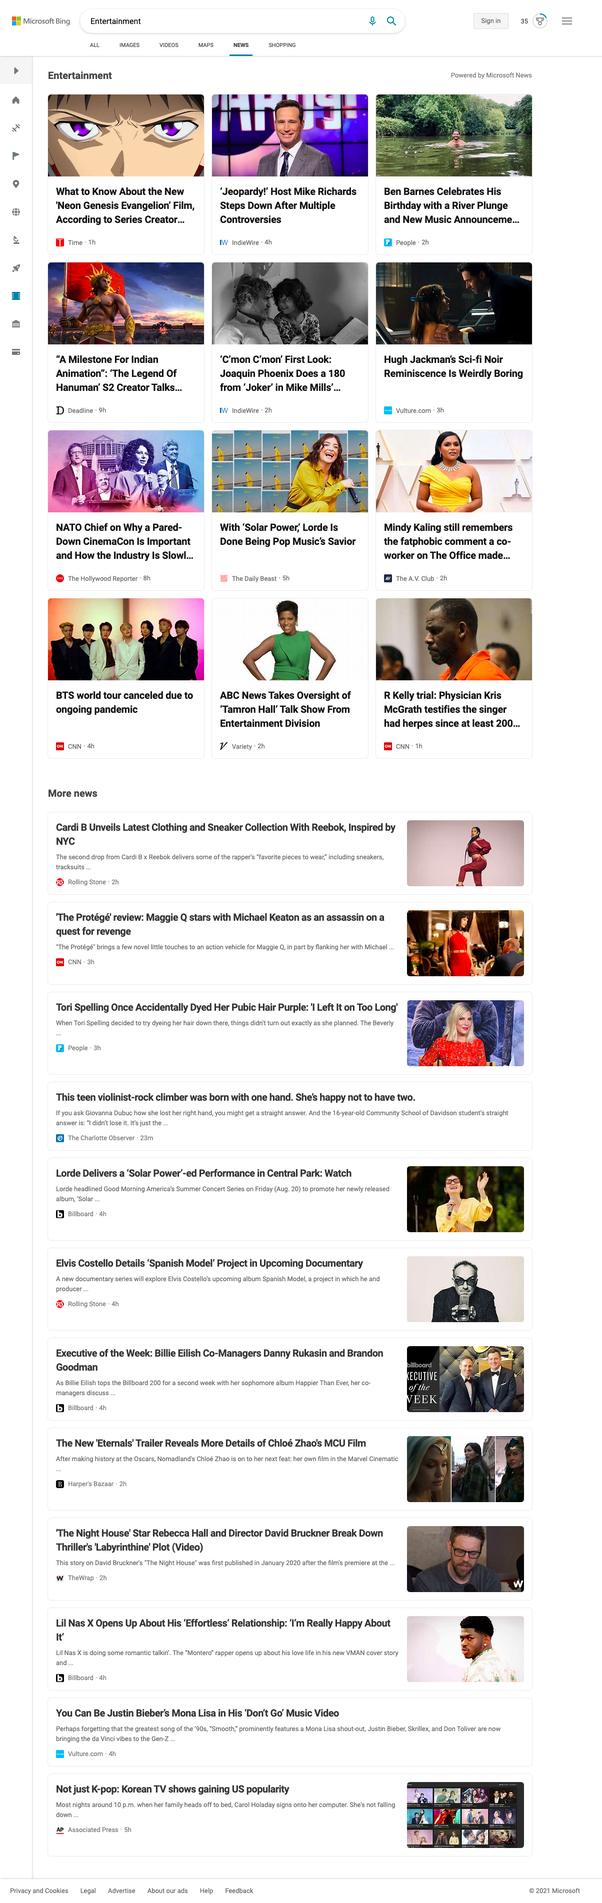 Microsoft Bing
Entertainment
Sign in
35
ALL
IMAGES
VIDEOS
MAPS
NEWS
SHOPPING
Entertainment
Powered by Microsoft News
What to Know About the New
'Neon Genesis Evangelion' Film,
According to Series Creator...
Time · 1h
'Jeopardy!' Host Mike Richards
Steps Down After Multiple
Controversies
IndieWire · 4h
Ben Barnes Celebrates His
Birthday with a River Plunge
and New Music Announceme...
People · 2h
"A Milestone For Indian
Animation": 'The Legend Of
Hanuman' S2 Creator Talks...
Deadline · 9h
'C'mon C'mon' First Look:
Joaquin Phoenix Does a 180
from 'Joker' in Mike Mills'...
IndieWire · 2h
Hugh Jackman's Sci-fi Noir
Reminiscence Is Weirdly Boring
Vulture.com · 3h
NATO Chief on Why a Pared-
Down CinemaCon Is Important
and How the Industry Is Slowl...
The Hollywood Reporter · 8h
With 'Solar Power,' Lorde Is
Done Being Pop Music's Savior
The Daily Beast · 5h
Mindy Kaling still remembers
the fatphobic comment a co-
worker on The Office made...
The A.V. Club · 2h
BTS world tour canceled due to
ongoing pandemic
CNN · 4h
ABC News Takes Oversight of
'Tamron Hall' Talk Show From
Entertainment Division
Variety · 2h
R Kelly trial: Physician Kris
McGrath testifies the singer
had herpes since at least 200...
CNN · 1h
More news
Cardi B Unveils Latest Clothing and Sneaker Collection With Reebok, Inspired by
NYC
The second drop from Cardi B x Reebok delivers some of the rapper's "favorite pieces to wear," including sneakers,
tracksuits ...
Rolling Stone · 2h
'The Protégé' review: Maggie Q stars with Michael Keaton as an assassin on a
quest for revenge
"The Protégé" brings a few novel little touches to an action vehicle for Maggie Q, in part by flanking her with Michael ...
CNN · 3h
Tori Spelling Once Accidentally Dyed Her Pubic Hair Purple: 'I Left It on Too Long'
When Tori Spelling decided to try dyeing her hair down there, things didn't turn out exactly as she planned. The Beverly
...
People · 3h
This teen violinist-rock climber was born with one hand. She's happy not to have two.
If you ask Giovanna Dubuc how she lost her right hand, you might get a straight answer. And the 16-year-old Community School of Davidson student's straight
answer is: "I didn't lose it. It's just the ...
The Charlotte Observer · 23m
Lorde Delivers a 'Solar Power'-ed Performance in Central Park: Watch
Lorde headlined Good Morning America's Summer Concert Series on Friday (Aug. 20) to promote her newly released
album, 'Solar ...
Billboard · 4h
Elvis Costello Details 'Spanish Model' Project in Upcoming Documentary
A new documentary series will explore Elvis Costello's upcoming album Spanish Model, a project in which he and
producer ...
Rolling Stone · 4h
Executive of the Week: Billie Eilish Co-Managers Danny Rukasin and Brandon
Goodman
As Billie Eilish tops the Billboard 200 for a second week with her sophomore album Happier Than Ever, her co-
managers discuss ...
Billboard · 4h
billboard
EXECUTIVE
of the
WEEK
The New 'Eternals' Trailer Reveals More Details of Chloé Zhao's MCU Film
After making history at the Oscars, Nomadland's Chloé Zhao is on to her next feat: her own film in the Marvel Cinematic
...
Harper's Bazaar · 2h
'The Night House' Star Rebecca Hall and Director David Bruckner Break Down
Thriller's 'Labyrinthine' Plot (Video)
This story on David Bruckner's "The Night House" was first published in January 2020 after the film's premiere at the ...
TheWrap · 2h
Lil Nas X Opens Up About His 'Effortless' Relationship: 'I'm Really Happy About
It'
Lil Nas X is doing some romantic talkin'. The "Montero" rapper opens up about his love life in his new VMAN cover story
and ...
Billboard · 4h
You Can Be Justin Bieber's Mona Lisa in His 'Don't Go' Music Video
Perhaps forgetting that the greatest song of the '90s, "Smooth," prominently features a Mona Lisa shout-out, Justin Bieber, Skrillex, and Don Toliver are now
bringing the da Vinci vibes to the Gen-Z ...
Vulture.com · 4h
Not just K-pop: Korean TV shows gaining US popularity
Most nights around 10 p.m. when her family heads off to bed, Carol Holaday signs onto her computer. She's not falling
down ...
Associated Press · 5h
Privacy and Cookies
Legal
Advertise
About our ads
Help
Feedback
© 2021 Microsoft